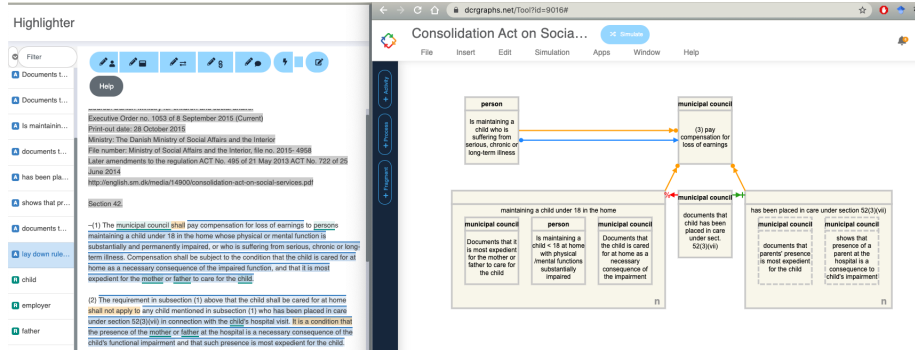 Highlighter
Filter
Documents t...
Documents t...
Is maintainin...
documents t...
has been pla...
shows that pr...
documents t...
lay down rule...
child
employer
father
Help
Executive Order no. 1053 of 8 September 2015 (Current)
Print-out date: 28 October 2015
Ministry: The Danish Ministry of Social Affairs and the Interior
File number: Ministry of Social Affairs and the Interior, file no. 2015- 4958
Later amendments to the regulation ACT No. 495 of 21 May 2013 ACT No. 722 of 25
June 2014
http://english.sm.dk/media/14900/consolidation-act-on-social-services.pdf
Section 42.
–(1) The municipal council shall pay compensation for loss of earnings to persons
maintaining a child under 18 in the home whose physical or mental function is
substantially and permanently impaired, or who is suffering from serious, chronic or long-
term illness. Compensation shall be subject to the condition that the child is cared for at
home as a necessary consequence of the impaired function, and that it is most
expedient for the mother or father to care for the child.
(2) The requirement in subsection (1) above that the child shall be cared for at home
shall not apply to any child mentioned in subsection (1) who has been placed in care
under section 52(3)(vii) in connection with the child's hospital visit. It is a condition that
the presence of the mother or father at the hospital is a necessary consequence of the
child's functional impairment and that such presence is most expedient for the child.
dcrgraphs.net/Tool?id=9016#
Consolidation Act on Socia...
Simulate
File Insert Edit Simulation Apps Window Help
+ Activity
+ Process
+ Fragment
person
Is maintaining a
child who is
suffering from
serious, chronic or
long-term illness
municipal council
(3) pay
compensation for
loss of earnings
maintaining a child under 18 in the home
municipal council
Documents that it
is most expedient
for the mother or
father to care for
the child
person
Is maintaining a
child < 18 at home
with physical
/mental functions
substantially
impaired
municipal council
Documents that
the child is cared
for at home as a
necessary
consequence of
the impairment
n
%
+
municipal council
documents that
child has been
placed in care
under sect.
52(3)(vii)
has been placed in care under section 52(3)(vii)
municipal council
documents that
parents' presence
is most expedient
for the child
municipal council
shows that
presence of a
parent at the
hospital is a
consequence to
child's impairment
n